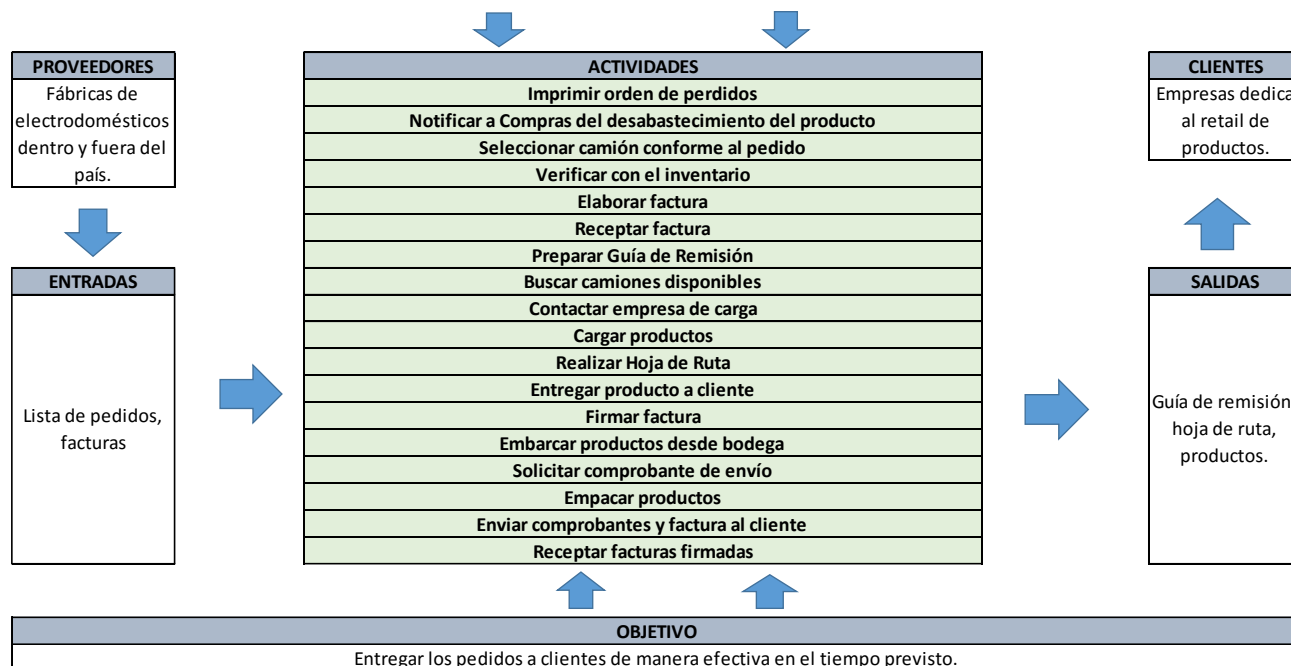 PROVEEDORES
Fábricas de
electrodomésticos
dentro y fuera del
país.
ENTRADAS
Lista de pedidos,
facturas
ACTIVIDADES
Imprimir orden de perdidos
Notificar a Compras del desabastecimiento del producto
Seleccionar camión conforme al pedido
Verificar con el inventario
Elaborar factura
Receptar factura
Preparar Guía de Remisión
Buscar camiones disponibles
Contactar empresa de carga
Cargar productos
Realizar Hoja de Ruta
Entregar producto a cliente
Firmar factura
Embarcar productos desde bodega
Solicitar comprobante de envío
Empacar productos
Enviar comprobantes y factura al cliente
Receptar facturas firmadas
CLIENTES
Empresas dedica
al retail de
productos.
SALIDAS
Guía de remisión
hoja de ruta,
productos.
OBJETIVO
Entregar los pedidos a clientes de manera efectiva en el tiempo previsto.